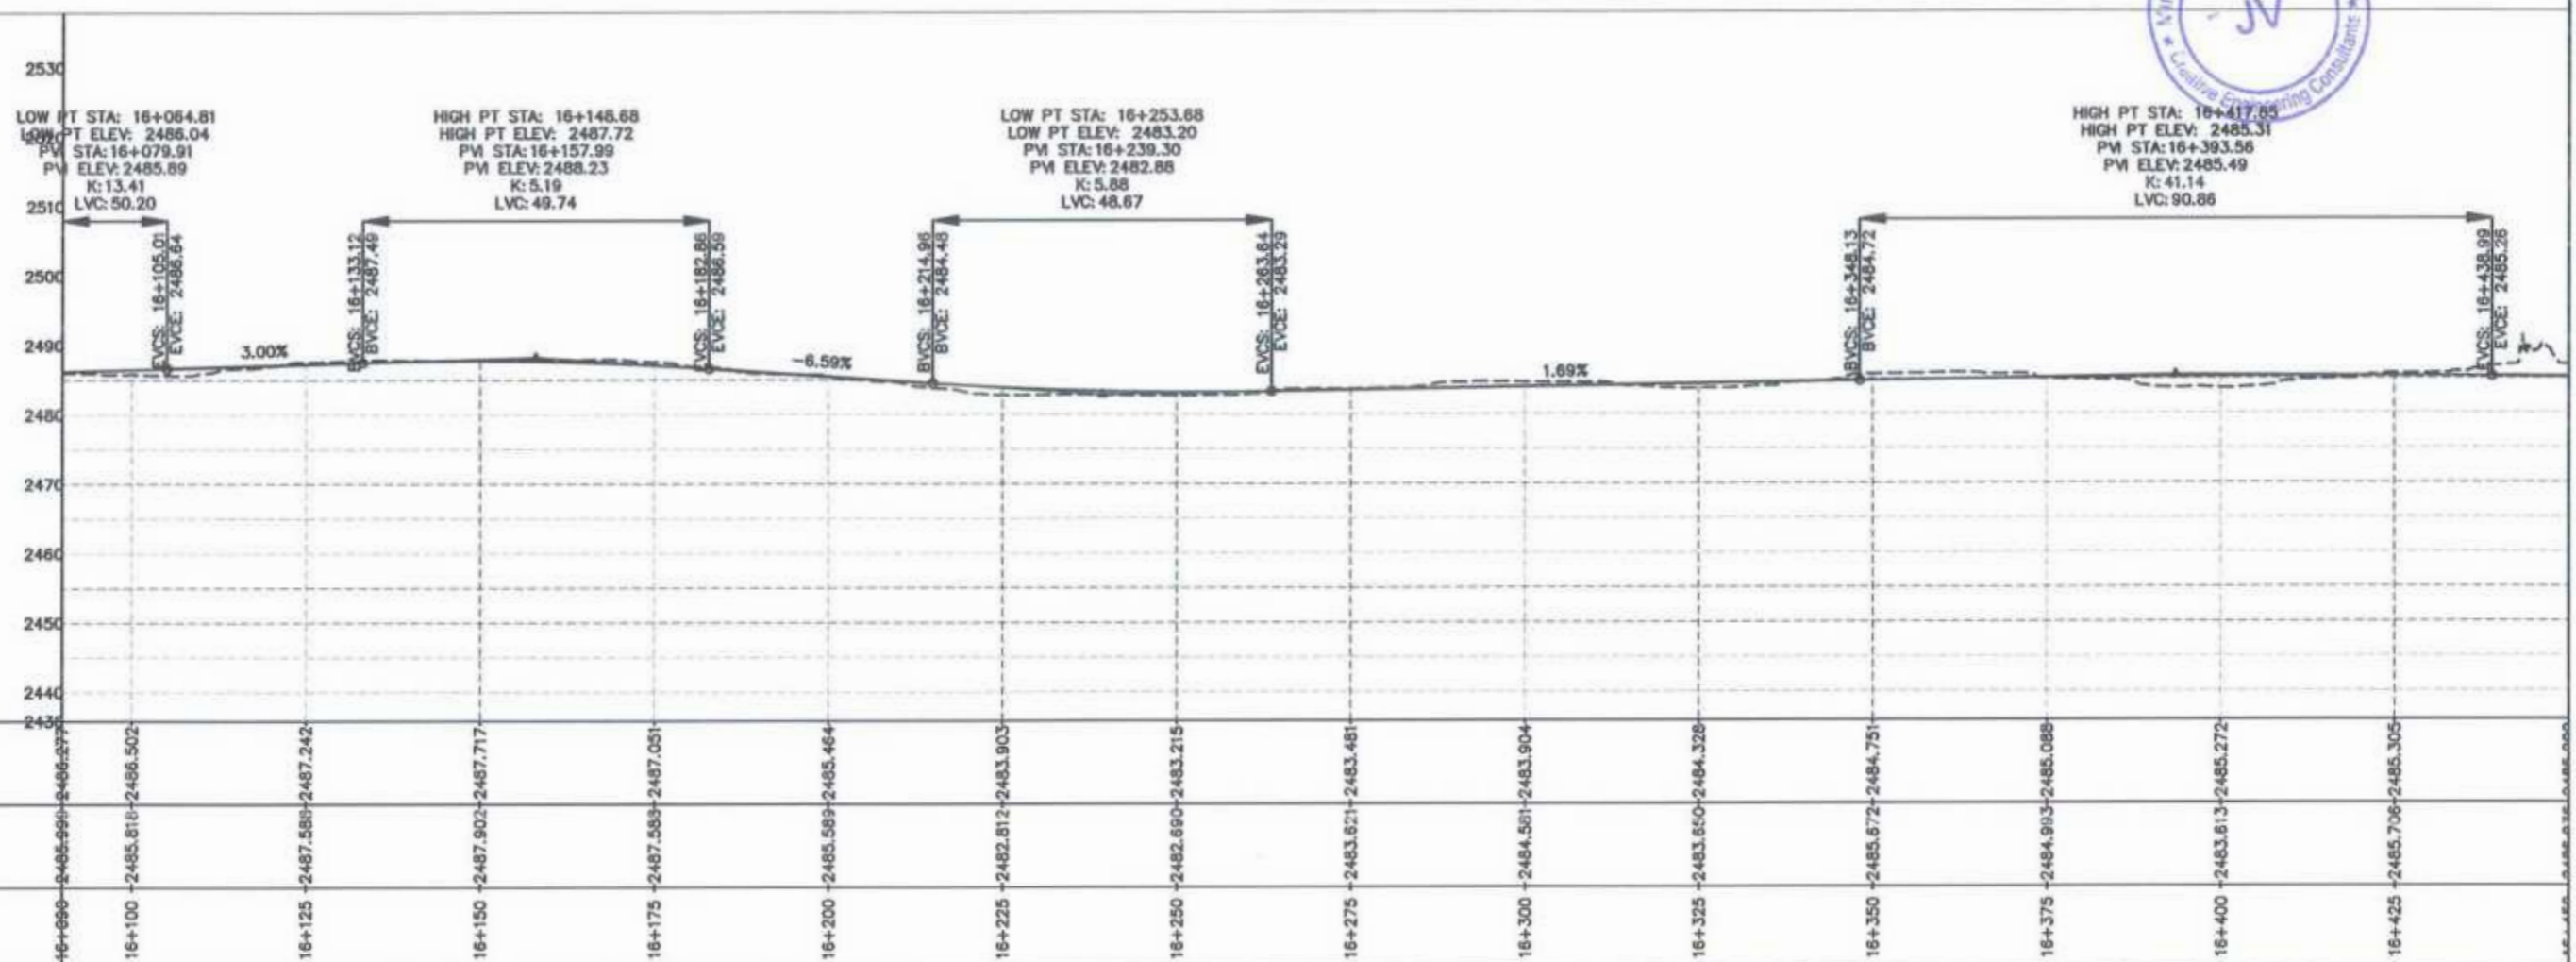 JV
Creative Engineering Consultants
2530
LOW PT STA: 16+064.81
LOW PT ELEV: 2486.04
PVI STA:16+079.91
PVI ELEV:2485.89
K:13.41
LVC:50.20
HIGH PT STA: 16+148.68
HIGH PT ELEV: 2487.72
PVI STA:16+157.99
PVI ELEV:2488.23
K:5.19
LVC:49.74
LOW PT STA: 16+253.68
LOW PT ELEV: 2483.20
PVI STA:16+239.30
PVI ELEV:2482.88
K:5.88
LVC:48.67
HIGH PT STA: 16+417.65
HIGH PT ELEV: 2485.31
PVI STA:16+393.56
PVI ELEV:2485.49
K:41.14
LVC:90.86
2510
2500
2490
2480
2470
2460
2450
2440
EVCS: 16+105.01
EVCE: 2486.64
BVCS: 16+133.12
BVCE: 2487.49
EVCS: 16+182.86
EVCE: 2486.59
BVCS: 16+214.96
BVCE: 2484.48
EVCS: 16+263.64
EVCE: 2483.29
BVCS: 16+348.13
BVCE: 2484.72
EVCS: 16+438.99
EVCE: 2485.26
3.00%
-6.59%
1.69%
2486.277
2486.502
2487.242
2487.717
2487.051
2485.464
2483.903
2483.215
2483.481
2483.904
2484.328
2484.751
2485.088
2485.272
2485.305
2485.999
2485.818
2487.588
2487.902
2487.588
2485.589
2482.812
2482.690
2483.621
2484.581
2483.650
2485.672
2484.993
2483.613
2485.706
16+100
16+125
16+150
16+175
16+200
16+225
16+250
16+275
16+300
16+325
16+350
16+375
16+400
16+425